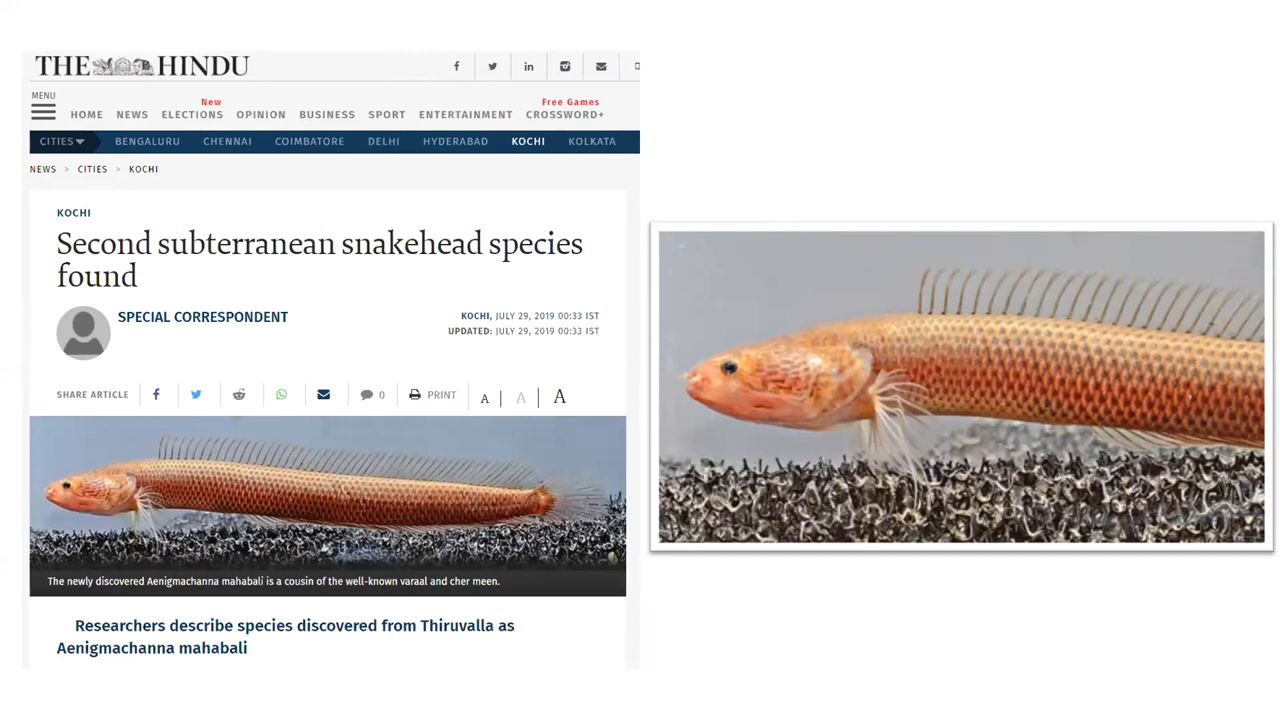 THE HINDU
MENU
New
Free Games
HOME NEWS ELECTIONS OPINION BUSINESS SPORT ENTERTAINMENT CROSSWORD+
CITIES BENGALURU CHENNAI COIMBATORE DELHI HYDERABAD KOCHI KOLKATA
NEWS > CITIES > KOCHI
KOCHI
Second subterranean snakehead species
found
SPECIAL CORRESPONDENT
KOCHI, JULY 29, 2019 00:33 IST
UPDATED: JULY 29, 2019 00:33 IST
SHARE ARTICLE 0 PRINT A A A
The newly discovered Aenigmachanna mahabali is a cousin of the well-known varaal and cher meen.
Researchers describe species discovered from Thiruvalla as
Aenigmachanna mahabali